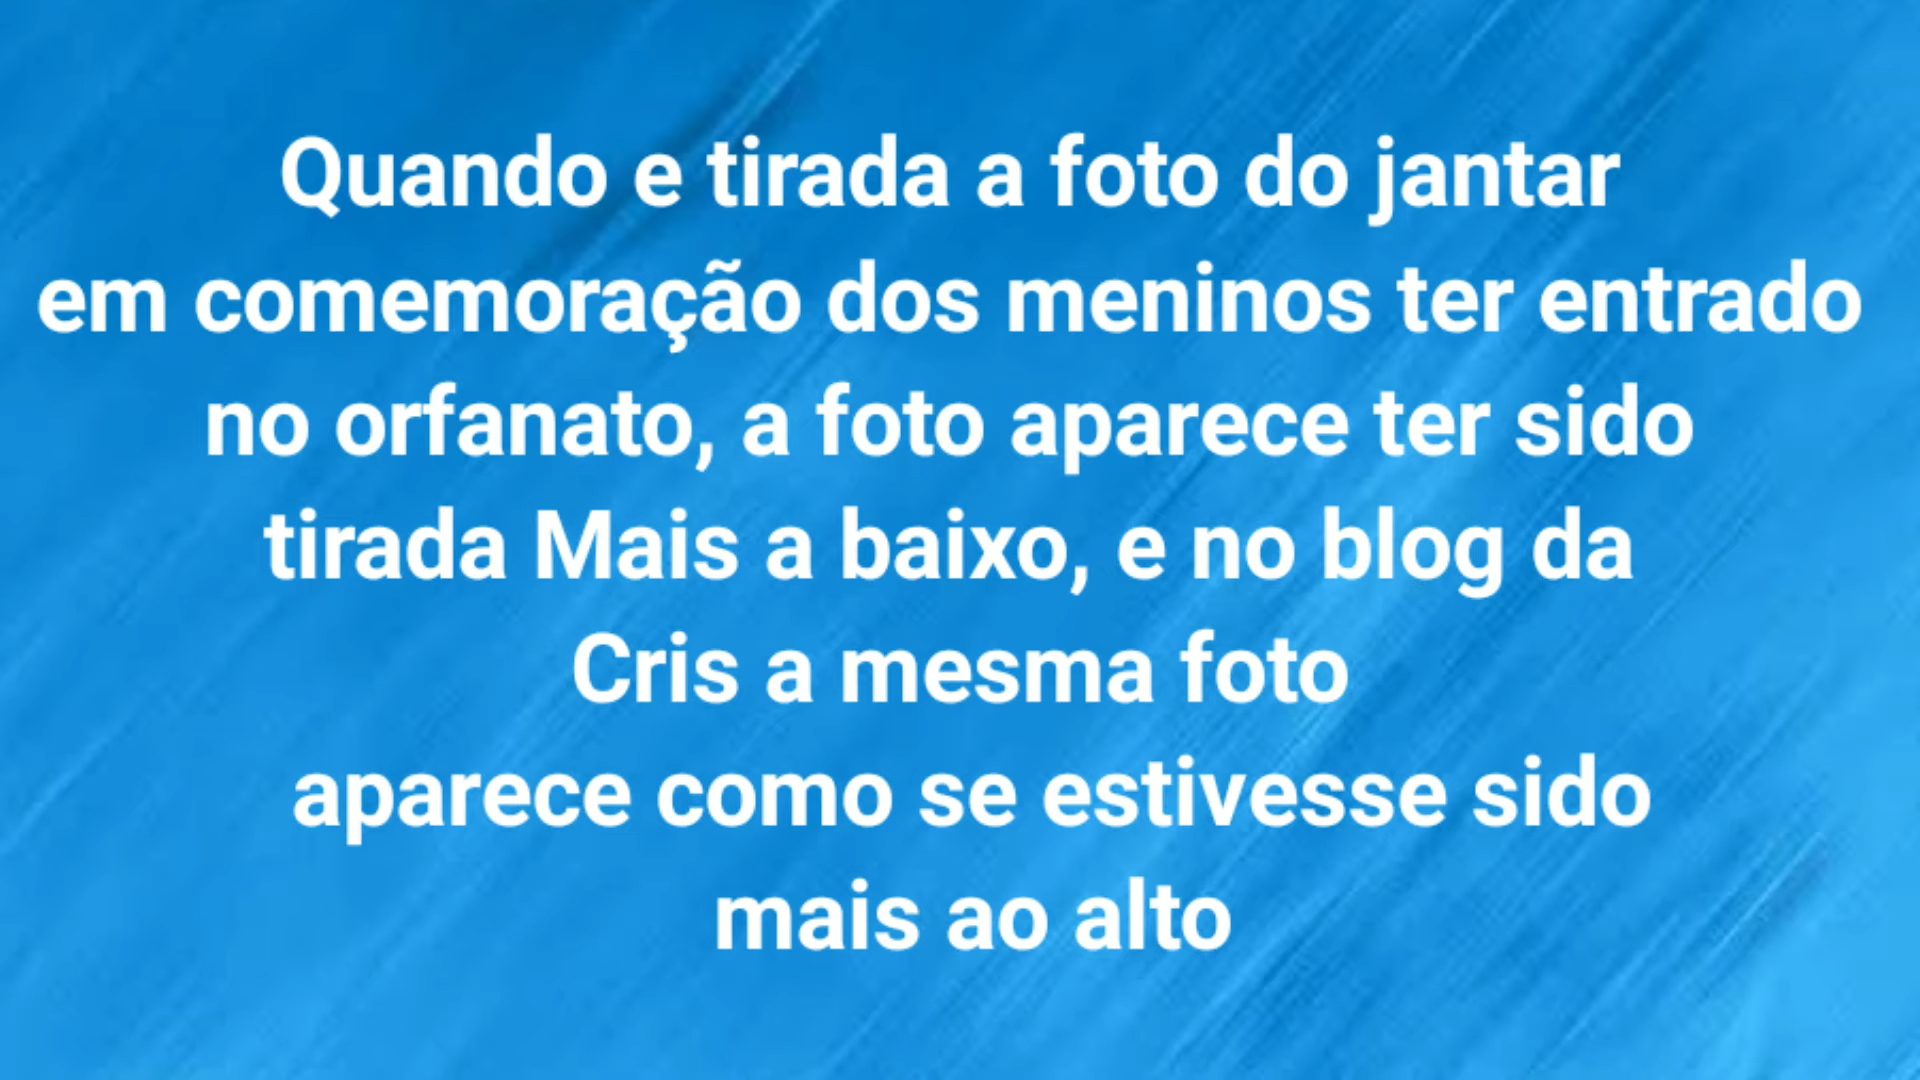 Quando e tirada a foto do jantar
em comemoração dos meninos ter entrado
no orfanato, a foto aparece ter sido
tirada Mais a baixo, e no blog da
Cris a mesma foto
aparece como se estivesse sido
mais ao alto